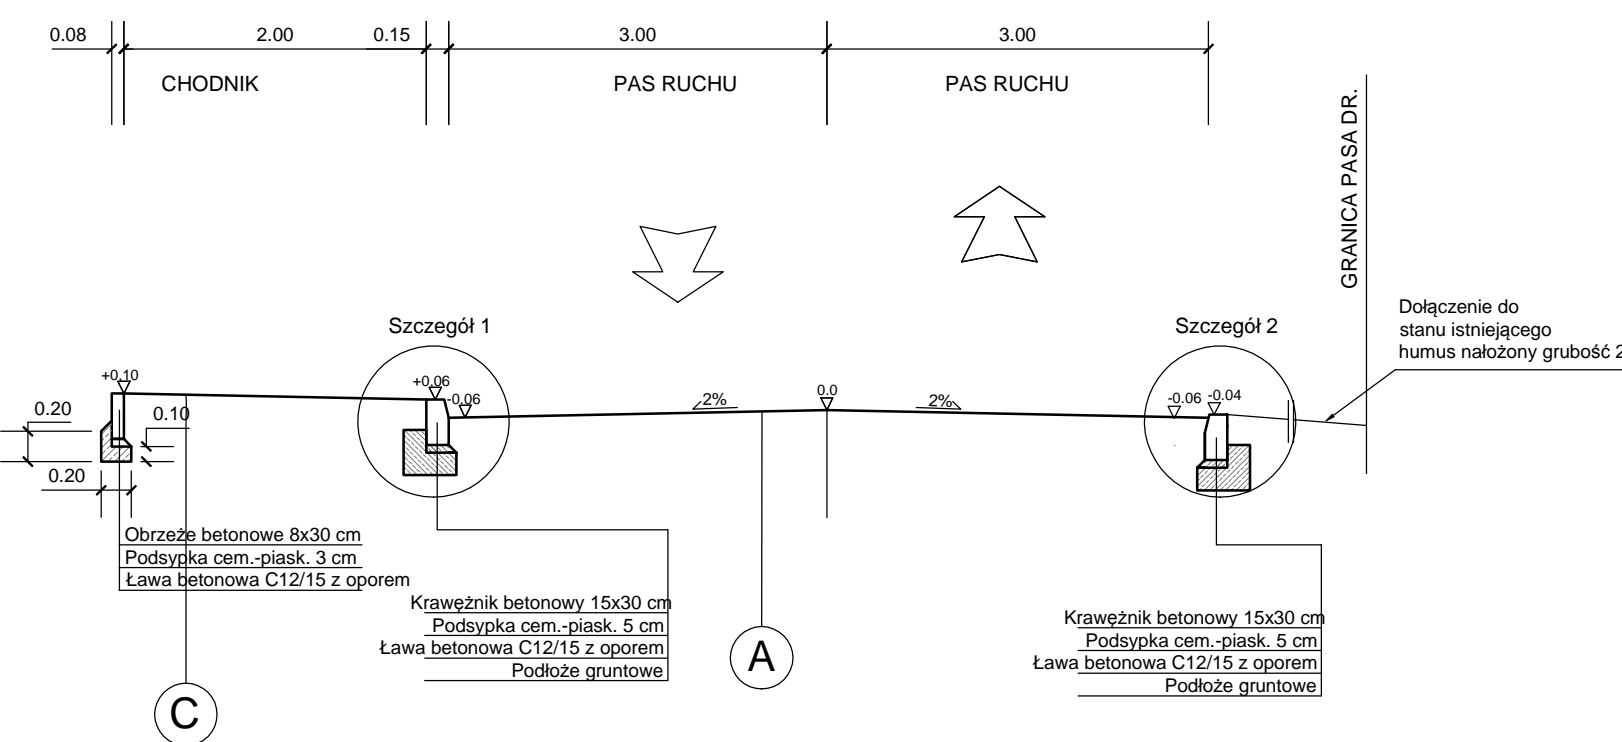 0.08
2.00
0.15
3.00
3.00
CHODNIK
PAS RUCHU
PAS RUCHU
GRANICA PASA DR.
Dołączenie do
stanu istniejącego
humus nałożony grubość 2
Szczegół 1
Szczegół 2
+0.10
+0.06
-0.06
2%
0.0
2%
-0.06
-0.04
0.20
0.10
0.20
Obrzeże betonowe 8x30 cm
Podsypka cem.-piask. 3 cm
Ława betonowa C12/15 z oporem
Krawężnik betonowy 15x30 cm
Podsypka cem.-piask. 5 cm
Ława betonowa C12/15 z oporem
Podłoże gruntowe
A
Krawężnik betonowy 15x30 cm
Podsypka cem.-piask. 5 cm
Ława betonowa C12/15 z oporem
Podłoże gruntowe
C